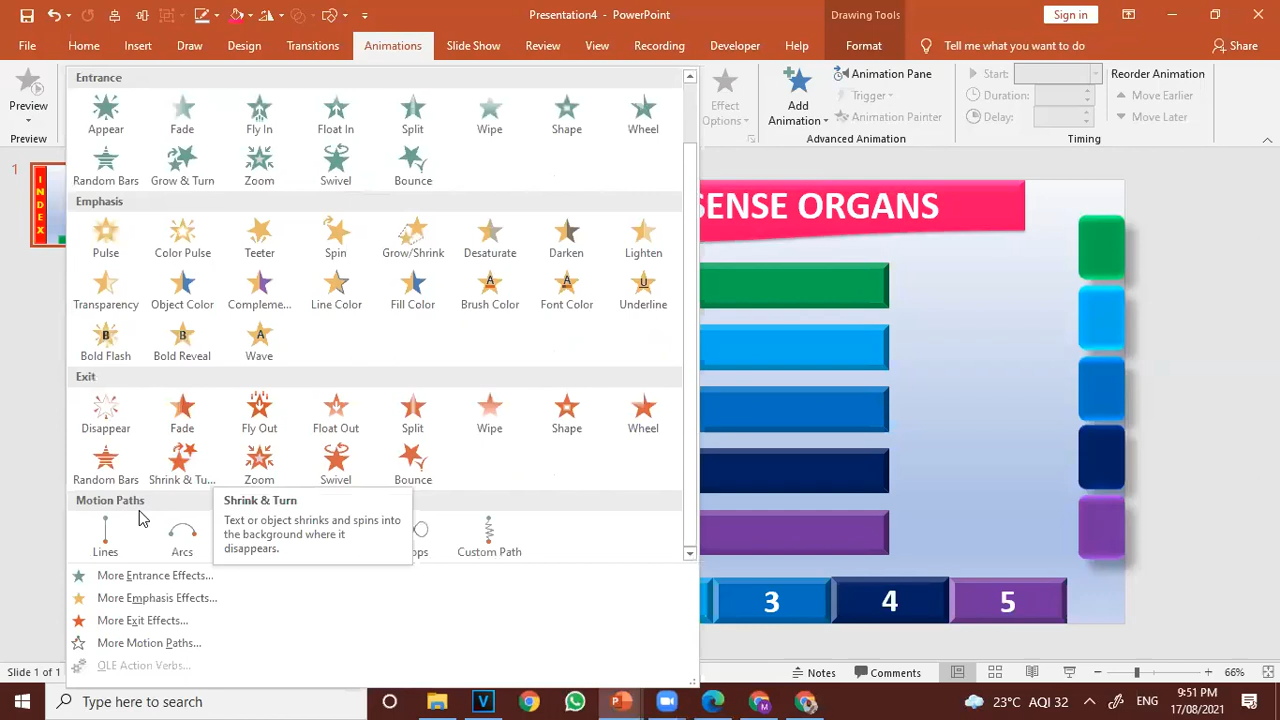 Presentation4 - PowerPoint
Drawing Tools
Sign in
File Home Insert Draw Design Transitions Animations Slide Show Review View Recording Developer Help Format Tell me what you want to do Share
Preview
Preview
Effect
Options
Add
Animation
Animation Pane
Trigger
Animation Painter
Advanced Animation
Start:
Duration:
Delay:
Reorder Animation
Move Earlier
Move Later
Timing
Entrance
Appear Fade Fly In Float In Split Wipe Shape Wheel
Random Bars Grow & Turn Zoom Swivel Bounce
Emphasis
Pulse Color Pulse Teeter Spin Grow/Shrink Desaturate Darken Lighten
Transparency Object Color Compleme... Line Color Fill Color Brush Color Font Color Underline
Bold Flash Bold Reveal Wave
Exit
Disappear Fade Fly Out Float Out Split Wipe Shape Wheel
Random Bars Shrink & Tu... Zoom Swivel Bounce
Motion Paths
Lines Arcs ops Custom Path
Shrink & Turn
Text or object shrinks and spins into
the background where it
disappears.
More Entrance Effects...
More Emphasis Effects...
More Exit Effects...
More Motion Paths...
OLE Action Verbs...
1
INDEX
SENSE ORGANS
3 4 5
Slide 1 of 1
Notes Comments 66%
Type here to search
23°C AQI 32 ENG
9:51 PM
17/08/2021